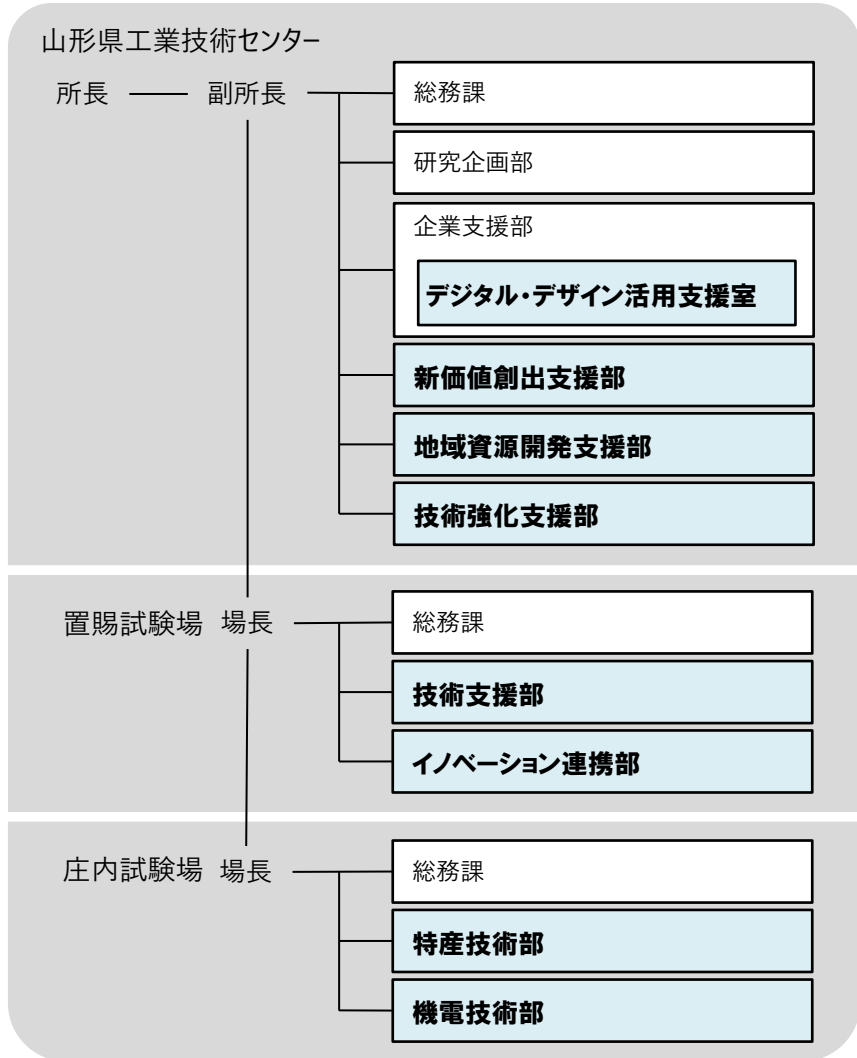 山形県工業技術センター
所長 副所長 総務課
研究企画部
企業支援部
デジタル・デザイン活用支援室
新価値創出支援部
地域資源開発支援部
技術強化支援部
置賜試験場 場長 総務課
技術支援部
イノベーション連携部
庄内試験場 場長 総務課
特産技術部
機電技術部